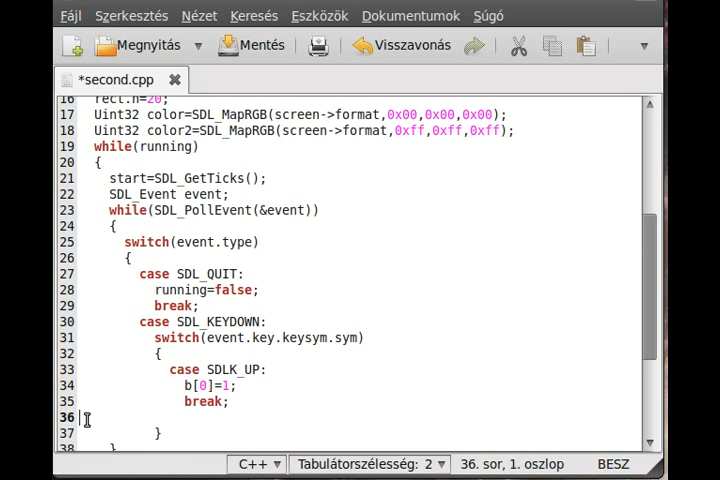 Fájl Szerkesztés Nézet Keresés Eszközök Dokumentumok Súgó
Megnyitás Mentés Visszavonás
*second.cpp
16 rect.h=20;
17 Uint32 color=SDL_MapRGB(screen->format,0x00,0x00,0x00);
18 Uint32 color2=SDL_MapRGB(screen->format,0xff,0xff,0xff);
19 while(running)
20 {
21 start=SDL_GetTicks();
22 SDL_Event event;
23 while(SDL_PollEvent(&event))
24 {
25 switch(event.type)
26 {
27 case SDL_QUIT:
28 running=false;
29 break;
30 case SDL_KEYDOWN:
31 switch(event.key.keysym.sym)
32 {
33 case SDLK_UP:
34 b[0]=1;
35 break;
36
37 }
38 }
C++ Tabulátorszélesség: 2 36. sor, 1. oszlop BESZ